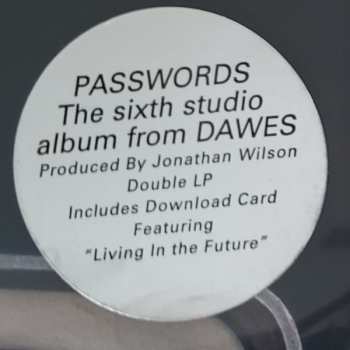 PASSWORDS
The sixth studio
album from DAWES
Produced By Jonathan Wilson
Double LP
Includes Download Card
Featuring
“Living In the Future”